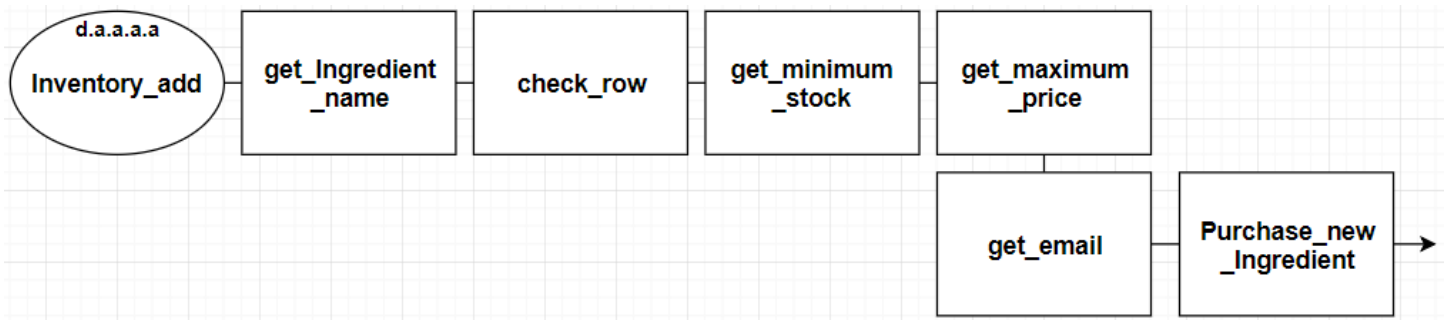 d.a.a.a.a
Inventory_add
get_Ingredient
_name
check_row
get_minimum
_stock
get_maximum
_price
get_email
Purchase_new
_Ingredient